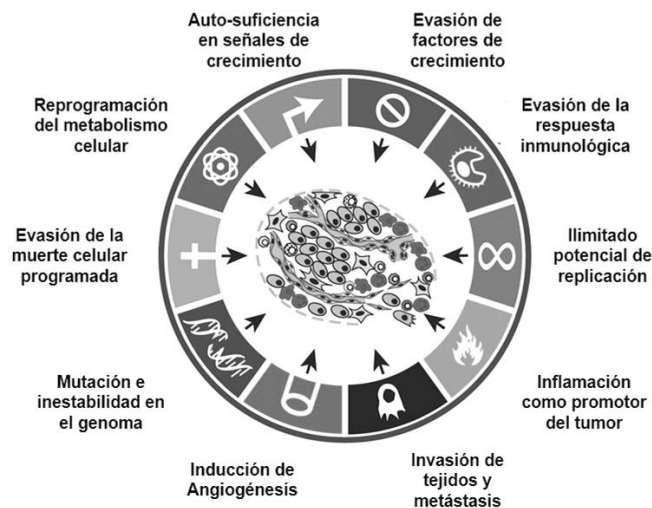 Auto-suficiencia
en señales de
crecimiento
Evasión de
factores de
crecimiento
Evasión de la
respuesta
inmunológica
Ilimitado
potencial de
replicación
Inflamación
como promotor
del tumor
Invasión de
tejidos y
metástasis
Inducción de
Angiogénesis
Mutación e
inestabilidad en
el genoma
Evasión de la
muerte celular
programada
Reprogramación
del metabolismo
celular